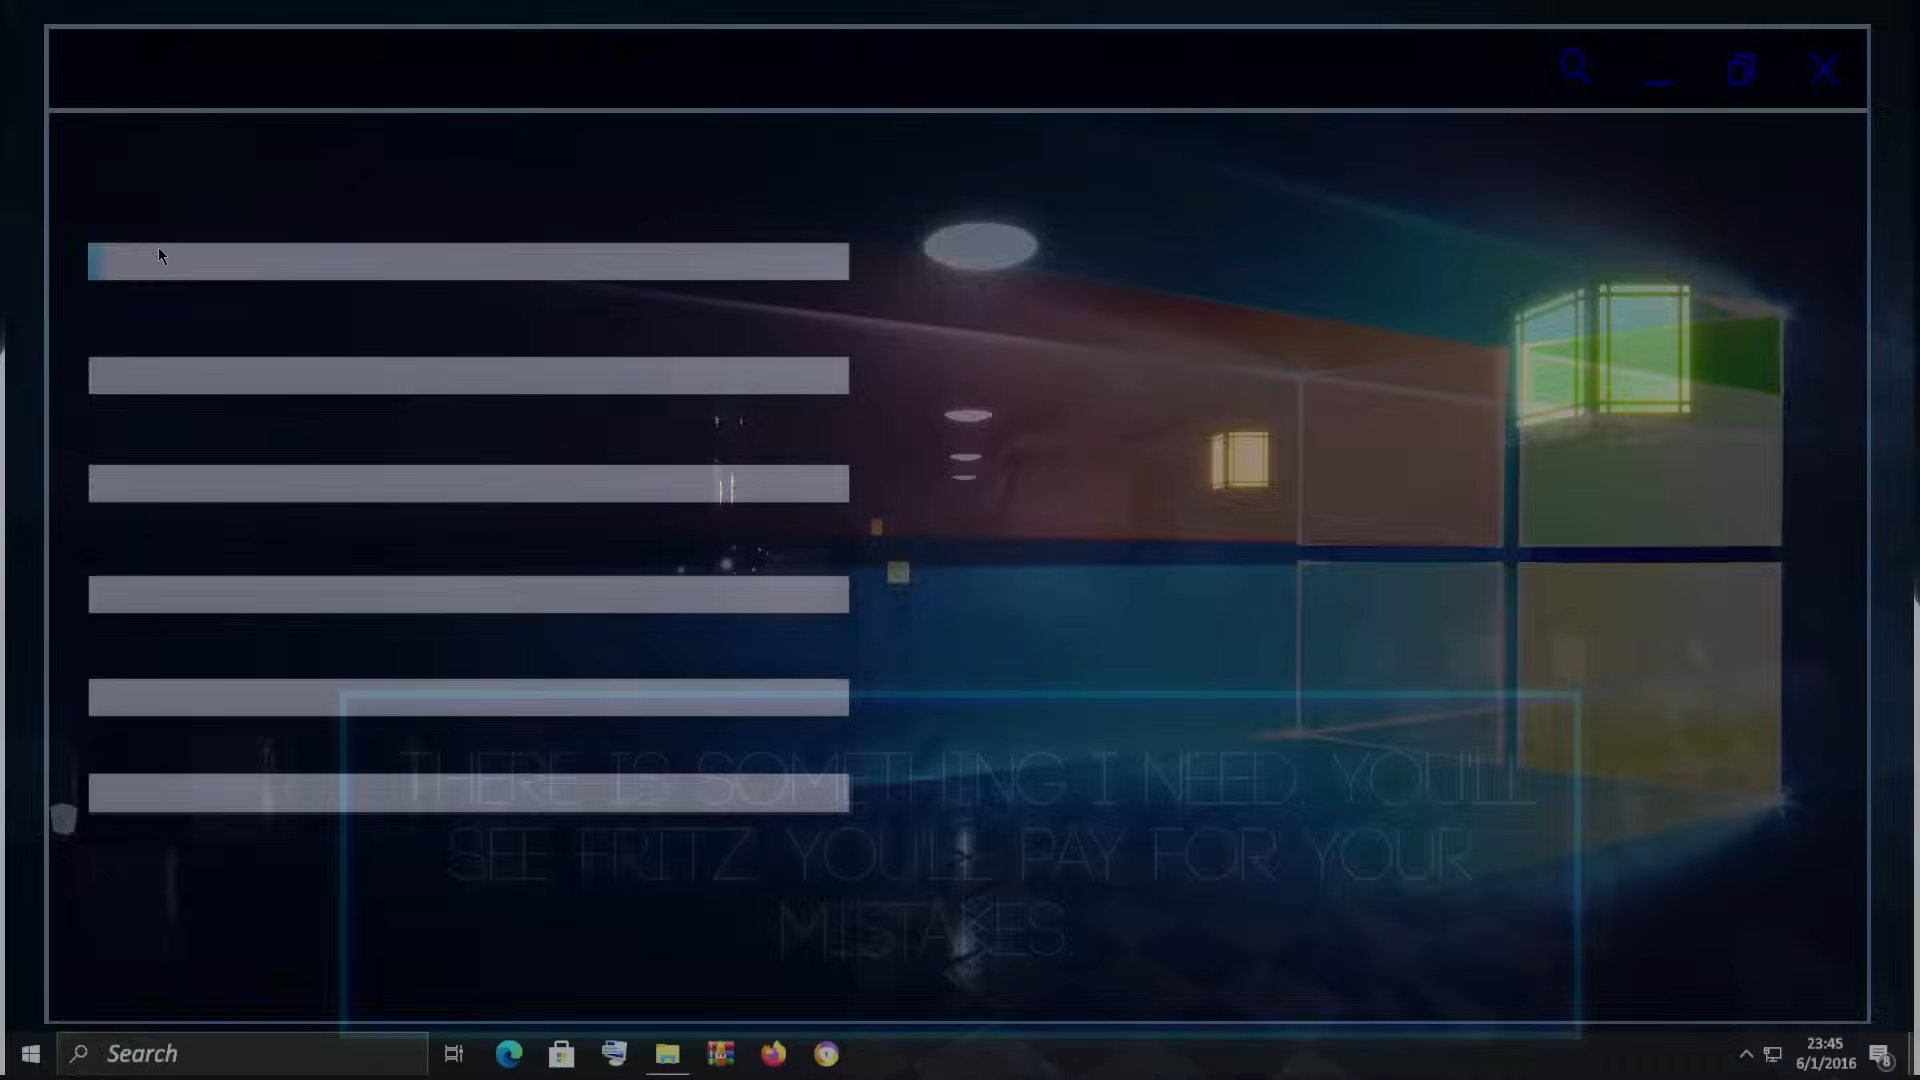 THERE IS SOMETHING I NEED, YOU'LL
SEE FRITZ. YOU'LL PAY FOR YOUR
MISTAKES.
Search
23:45
6/1/2016
8